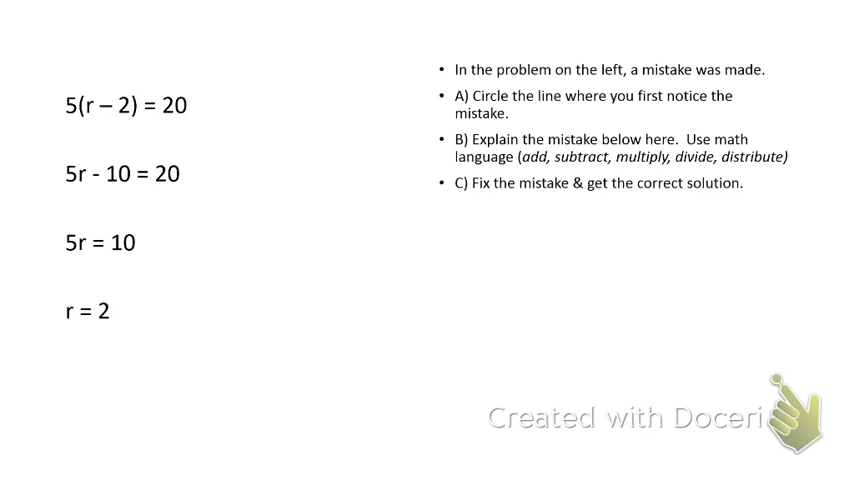 5(r – 2) = 20
5r - 10 = 20
5r = 10
r = 2
• In the problem on the left, a mistake was made.
• A) Circle the line where you first notice the
mistake.
• B) Explain the mistake below here.  Use math
language (add, subtract, multiply, divide, distribute)
• C) Fix the mistake & get the correct solution.
Created with Doceri